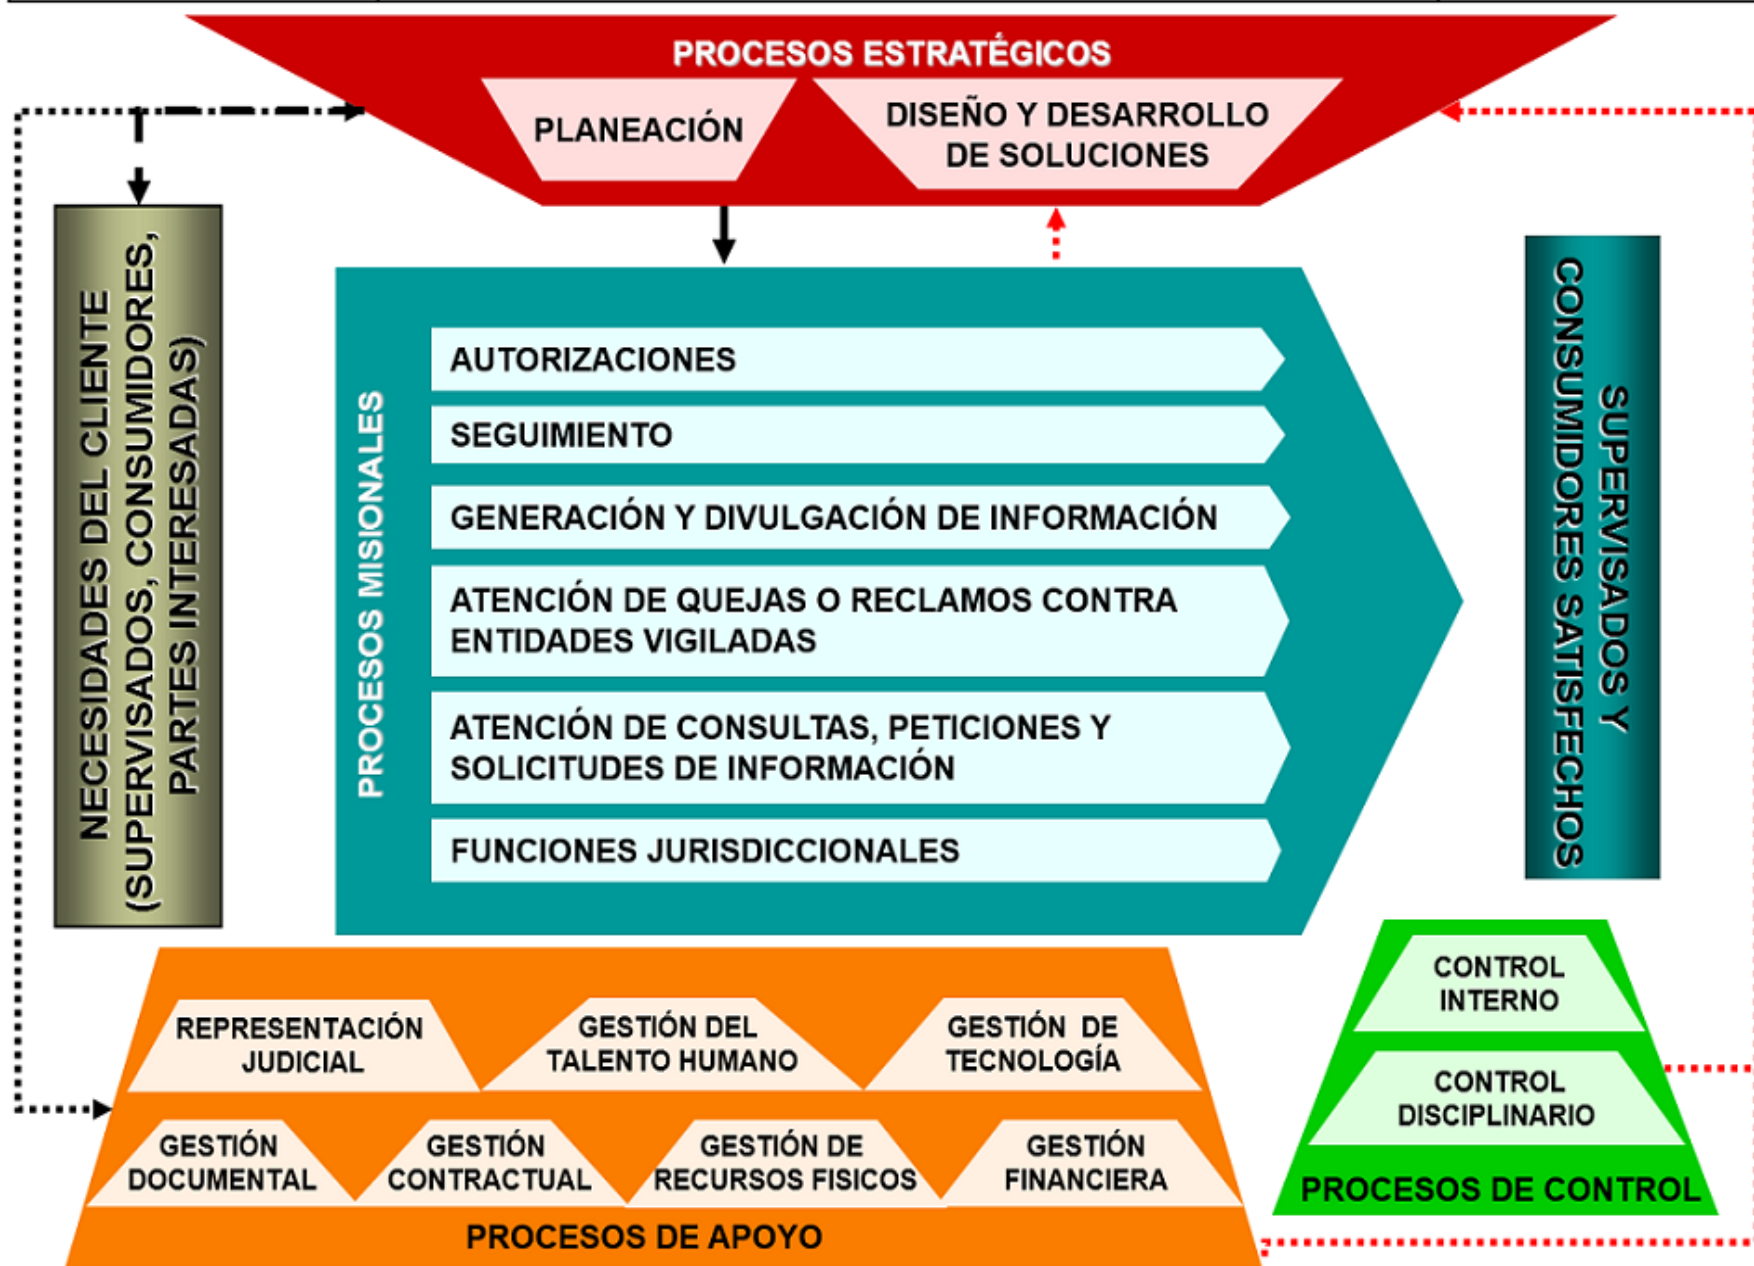 PROCESOS ESTRATÉGICOS
PLANEACIÓN
DISEÑO Y DESARROLLO
DE SOLUCIONES
NECESIDADES DEL CLIENTE
(SUPERVISADOS, CONSUMIDORES,
PARTES INTERESADAS)
PROCESOS MISIONALES
AUTORIZACIONES
SEGUIMIENTO
GENERACIÓN Y DIVULGACIÓN DE INFORMACIÓN
ATENCIÓN DE QUEJAS O RECLAMOS CONTRA
ENTIDADES VIGILADAS
ATENCIÓN DE CONSULTAS, PETICIONES Y
SOLICITUDES DE INFORMACIÓN
FUNCIONES JURISDICCIONALES
SUPERVISADOS Y
CONSUMIDORES SATISFECHOS
REPRESENTACIÓN
JUDICIAL
GESTIÓN DEL
TALENTO HUMANO
GESTIÓN DE
TECNOLOGÍA
GESTIÓN
DOCUMENTAL
GESTIÓN
CONTRACTUAL
GESTIÓN DE
RECURSOS FISICOS
GESTIÓN
FINANCIERA
PROCESOS DE APOYO
CONTROL
INTERNO
CONTROL
DISCIPLINARIO
PROCESOS DE CONTROL